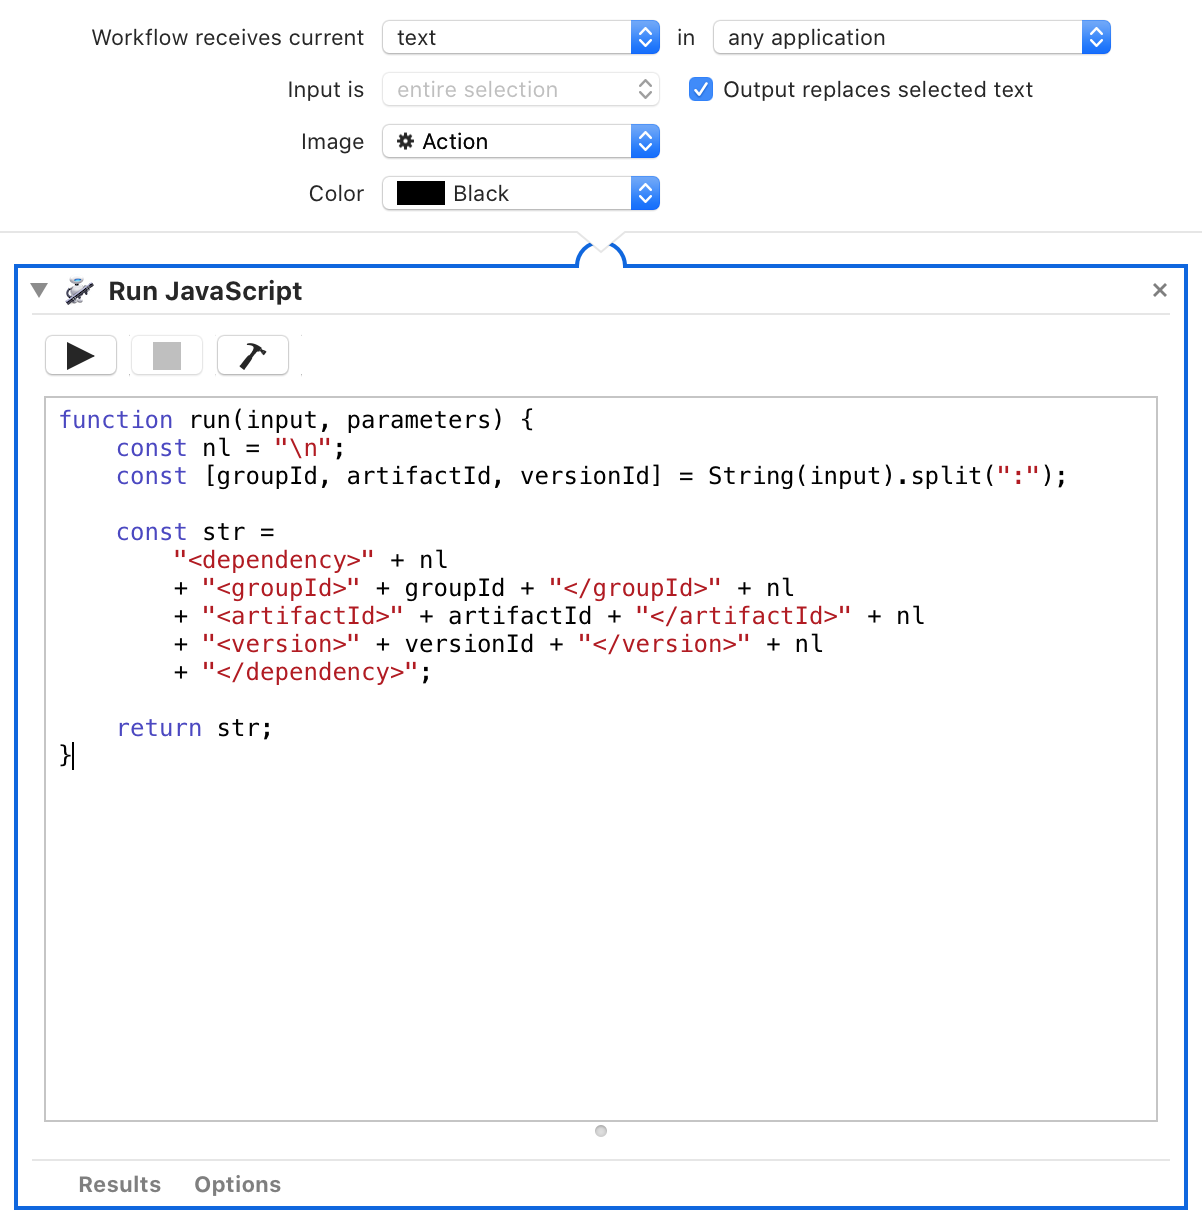 Workflow receives current text in any application
Input is entire selection Output replaces selected text
Image Action
Color Black
Run JavaScript
function run(input, parameters) {
    const nl = "\n";
    const [groupId, artifactId, versionId] = String(input).split(":");

    const str =
        "<dependency>" + nl
        + "<groupId>" + groupId + "</groupId>" + nl
        + "<artifactId>" + artifactId + "</artifactId>" + nl
        + "<version>" + versionId + "</version>" + nl
        + "</dependency>";

    return str;
}
Results Options